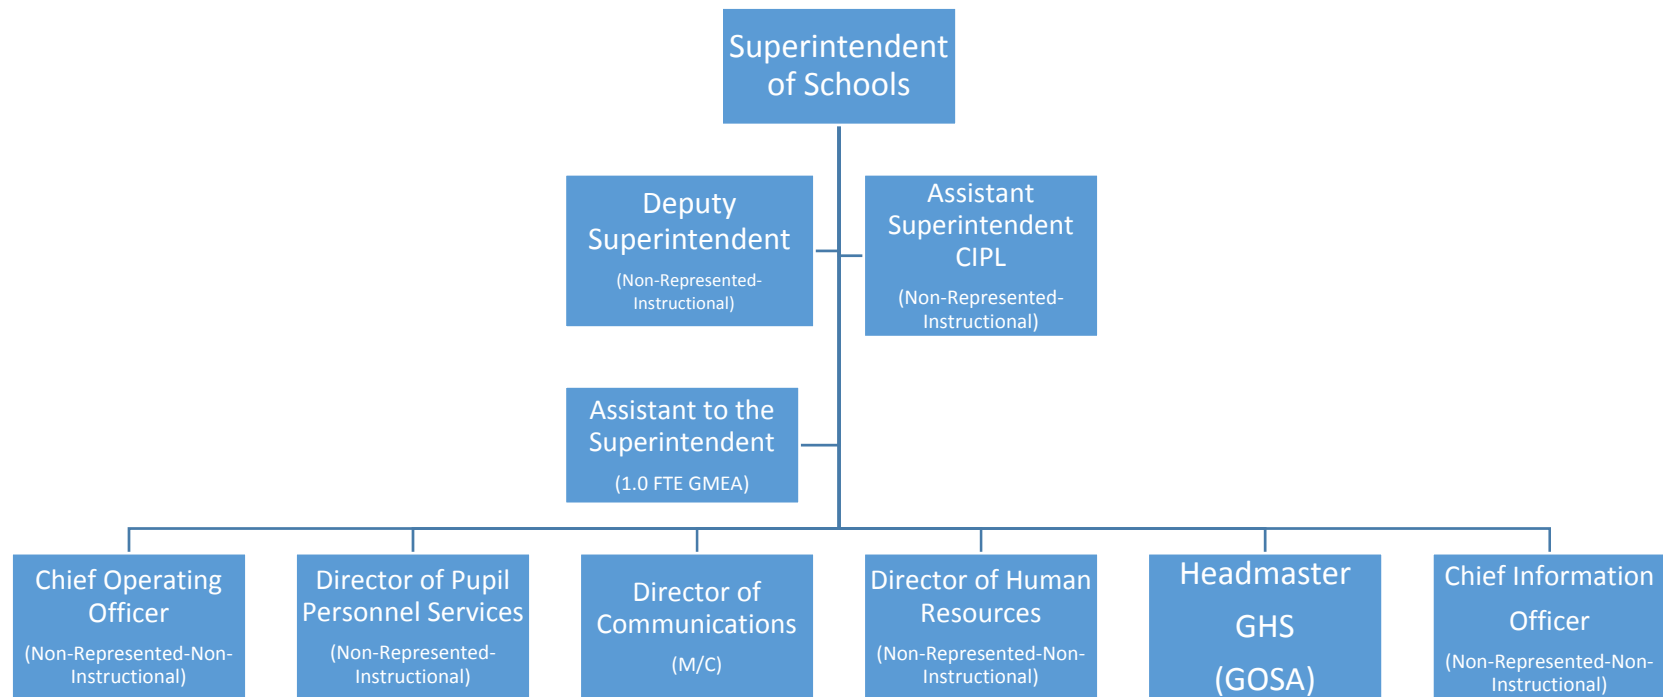 Superintendent
of Schools
Deputy
Superintendent
(Non-Represented-
Instructional)
Assistant
Superintendent
CIPL
(Non-Represented-
Instructional)
Assistant to the
Superintendent
(1.0 FTE GMEA)
Chief Operating
Officer
(Non-Represented-Non-
Instructional)
Director of Pupil
Personnel Services
(Non-Represented-
Instructional)
Director of
Communications
(M/C)
Director of Human
Resources
(Non-Represented-Non-
Instructional)
Headmaster
GHS
(GOSA)
Chief Information
Officer
(Non-Represented-Non-
Instructional)